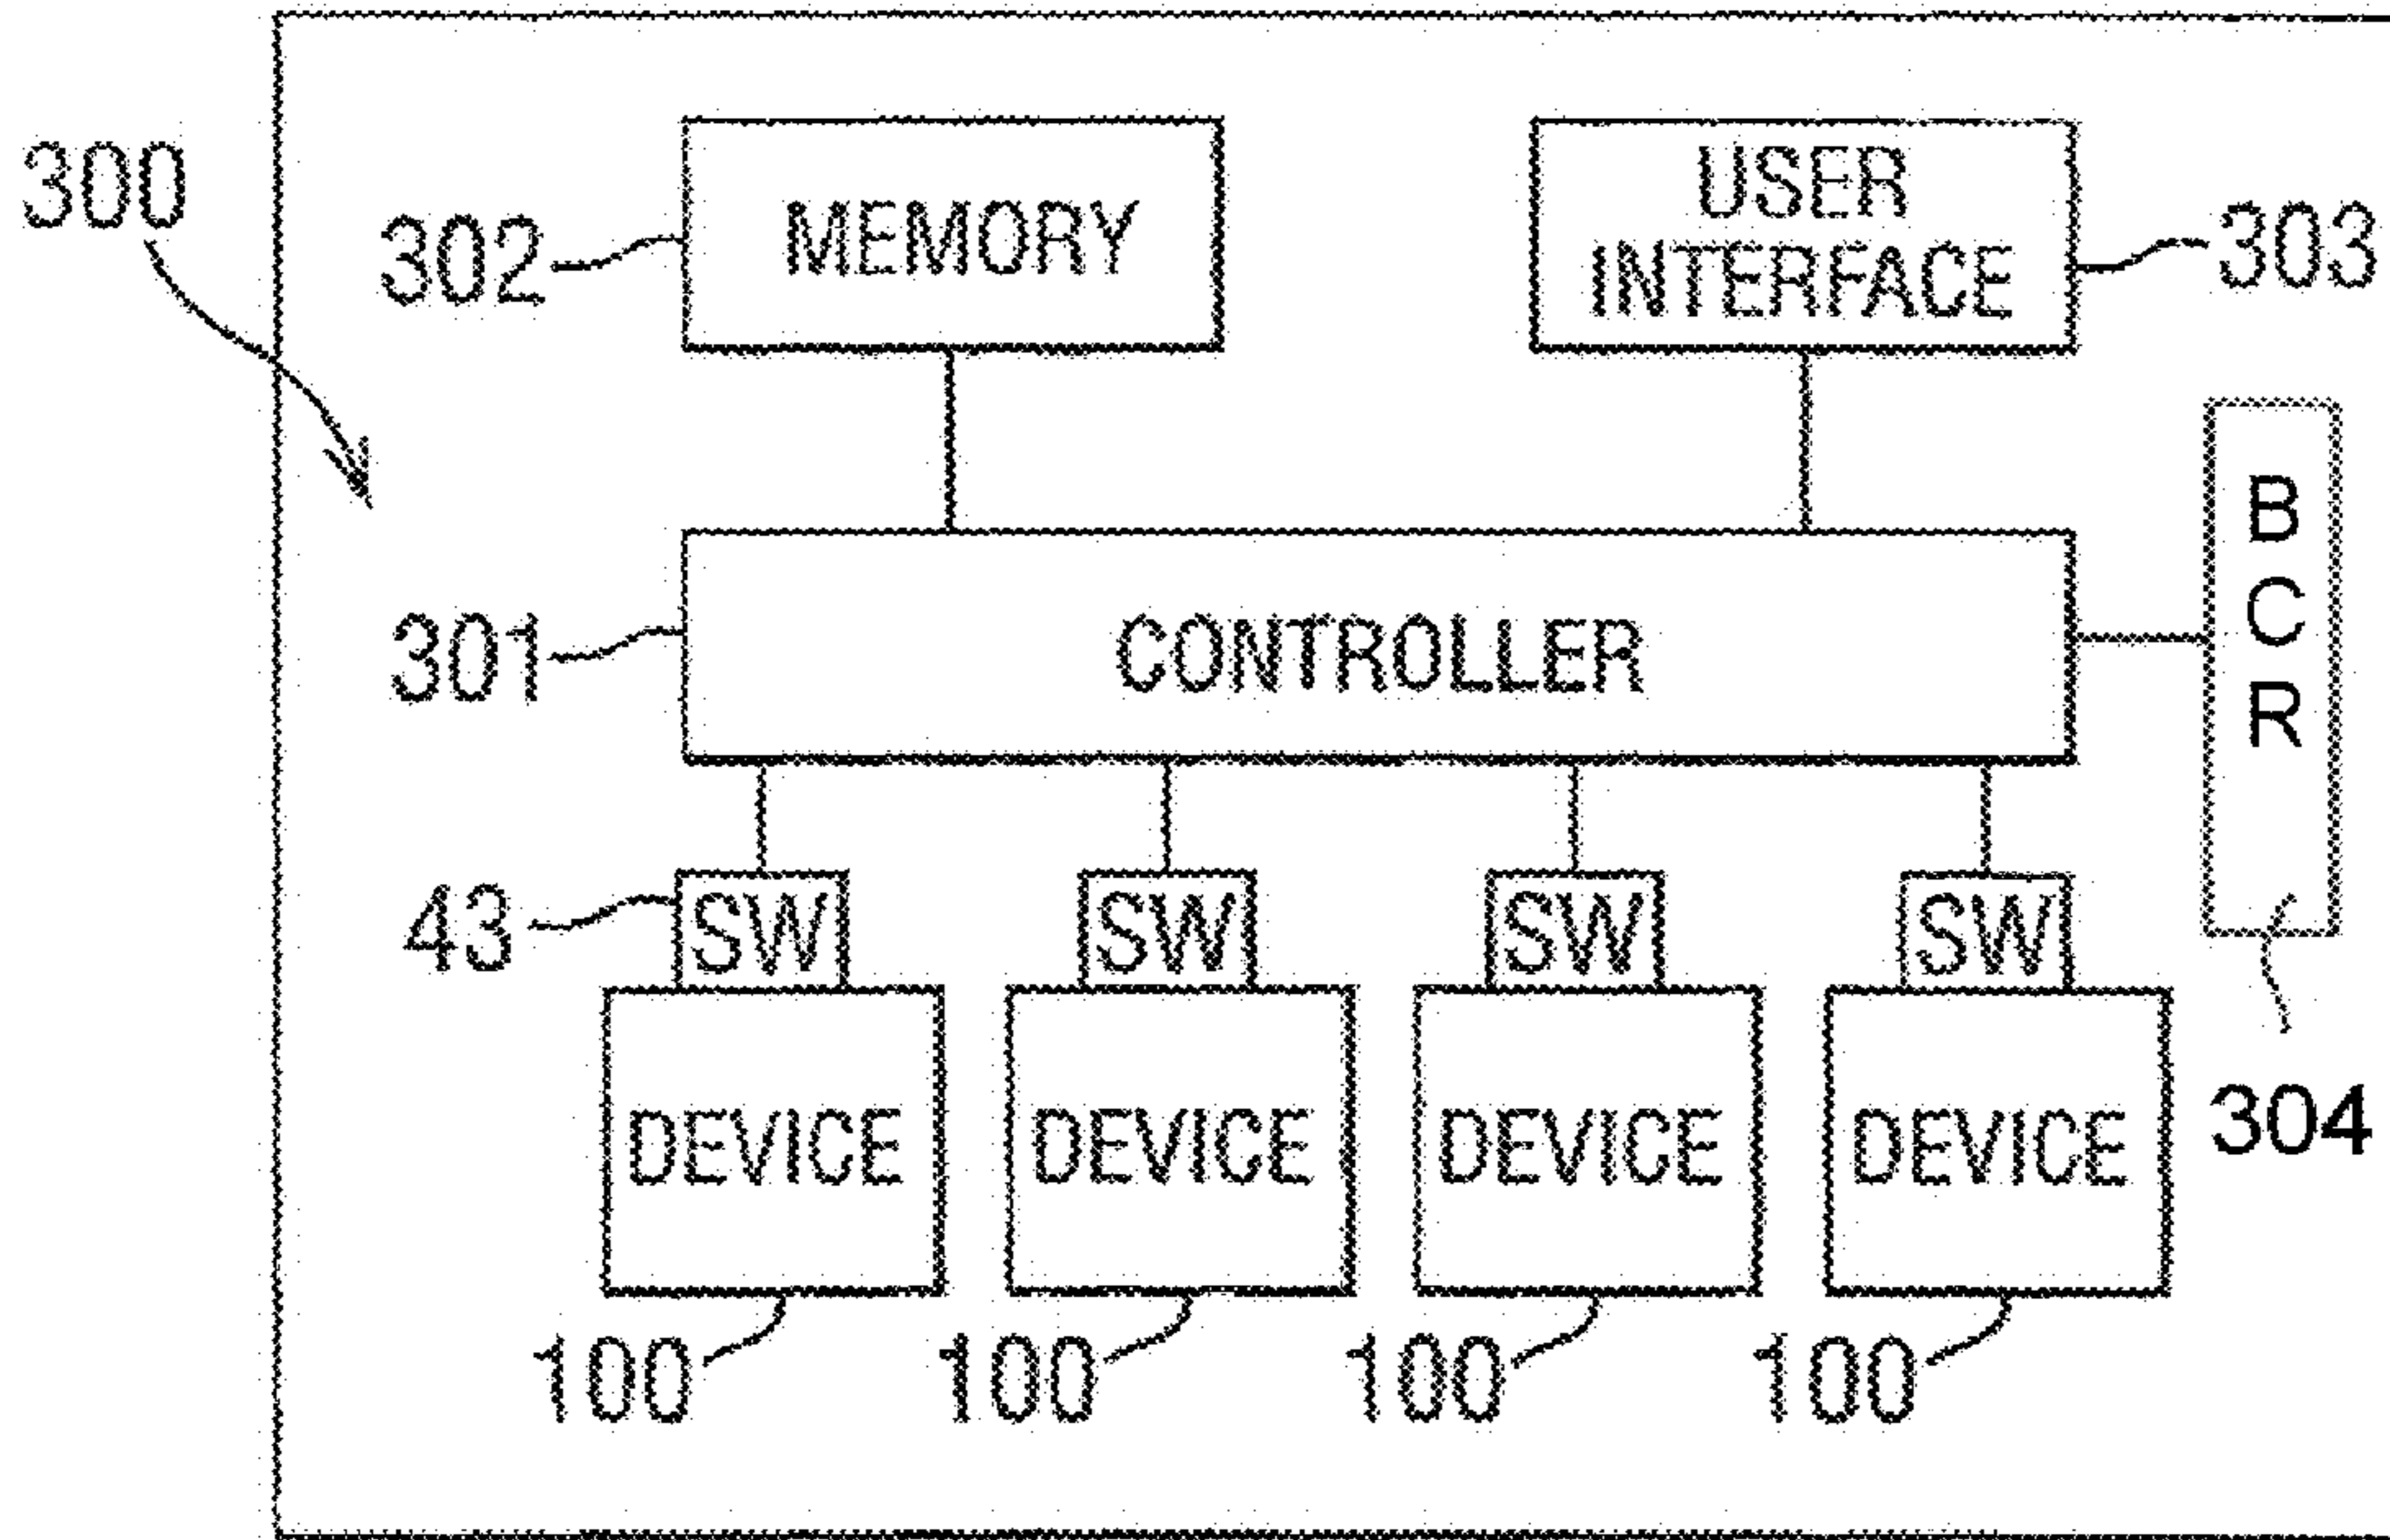 300
302
MEMORY
USER
INTERFACE
303
B
C
R
301
CONTROLLER
43
SW
SW
SW
SW
DEVICE
DEVICE
DEVICE
DEVICE
304
100
100
100
100